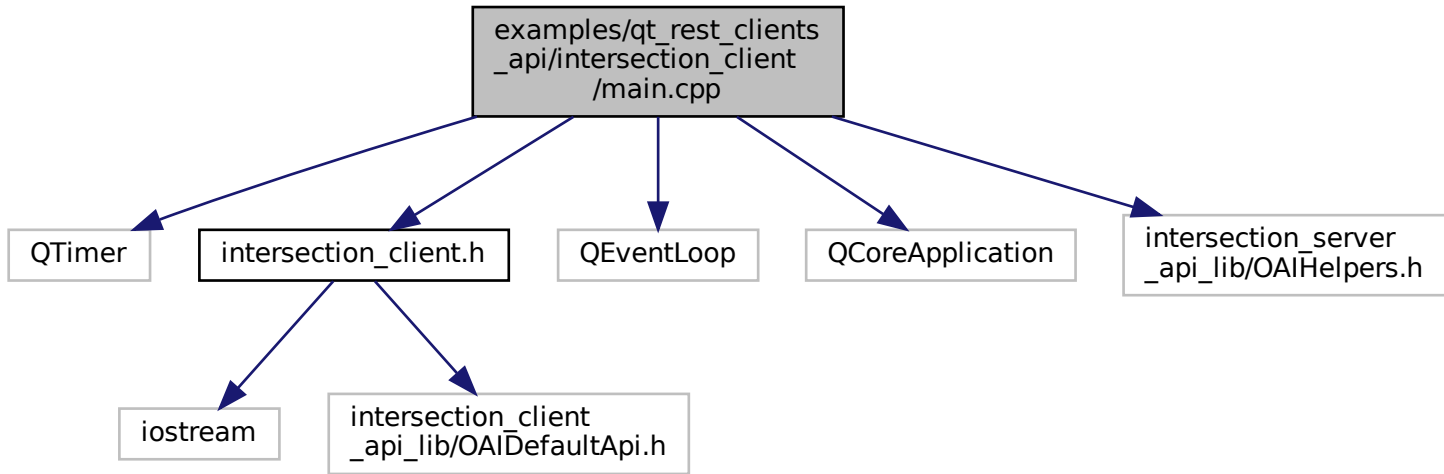 examples/qt_rest_clients
_api/intersection_client
/main.cpp
QTimer
intersection_client.h
QEventLoop
QCoreApplication
intersection_server
_api_lib/OAIHelpers.h
iostream
intersection_client
_api_lib/OAIDefaultApi.h